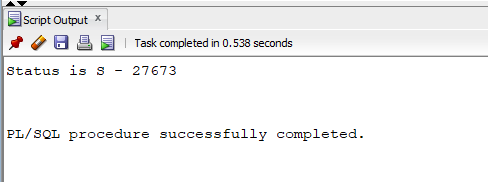 Script Output x
Task completed in 0.538 seconds
Status is S - 27673
PL/SQL procedure successfully completed.